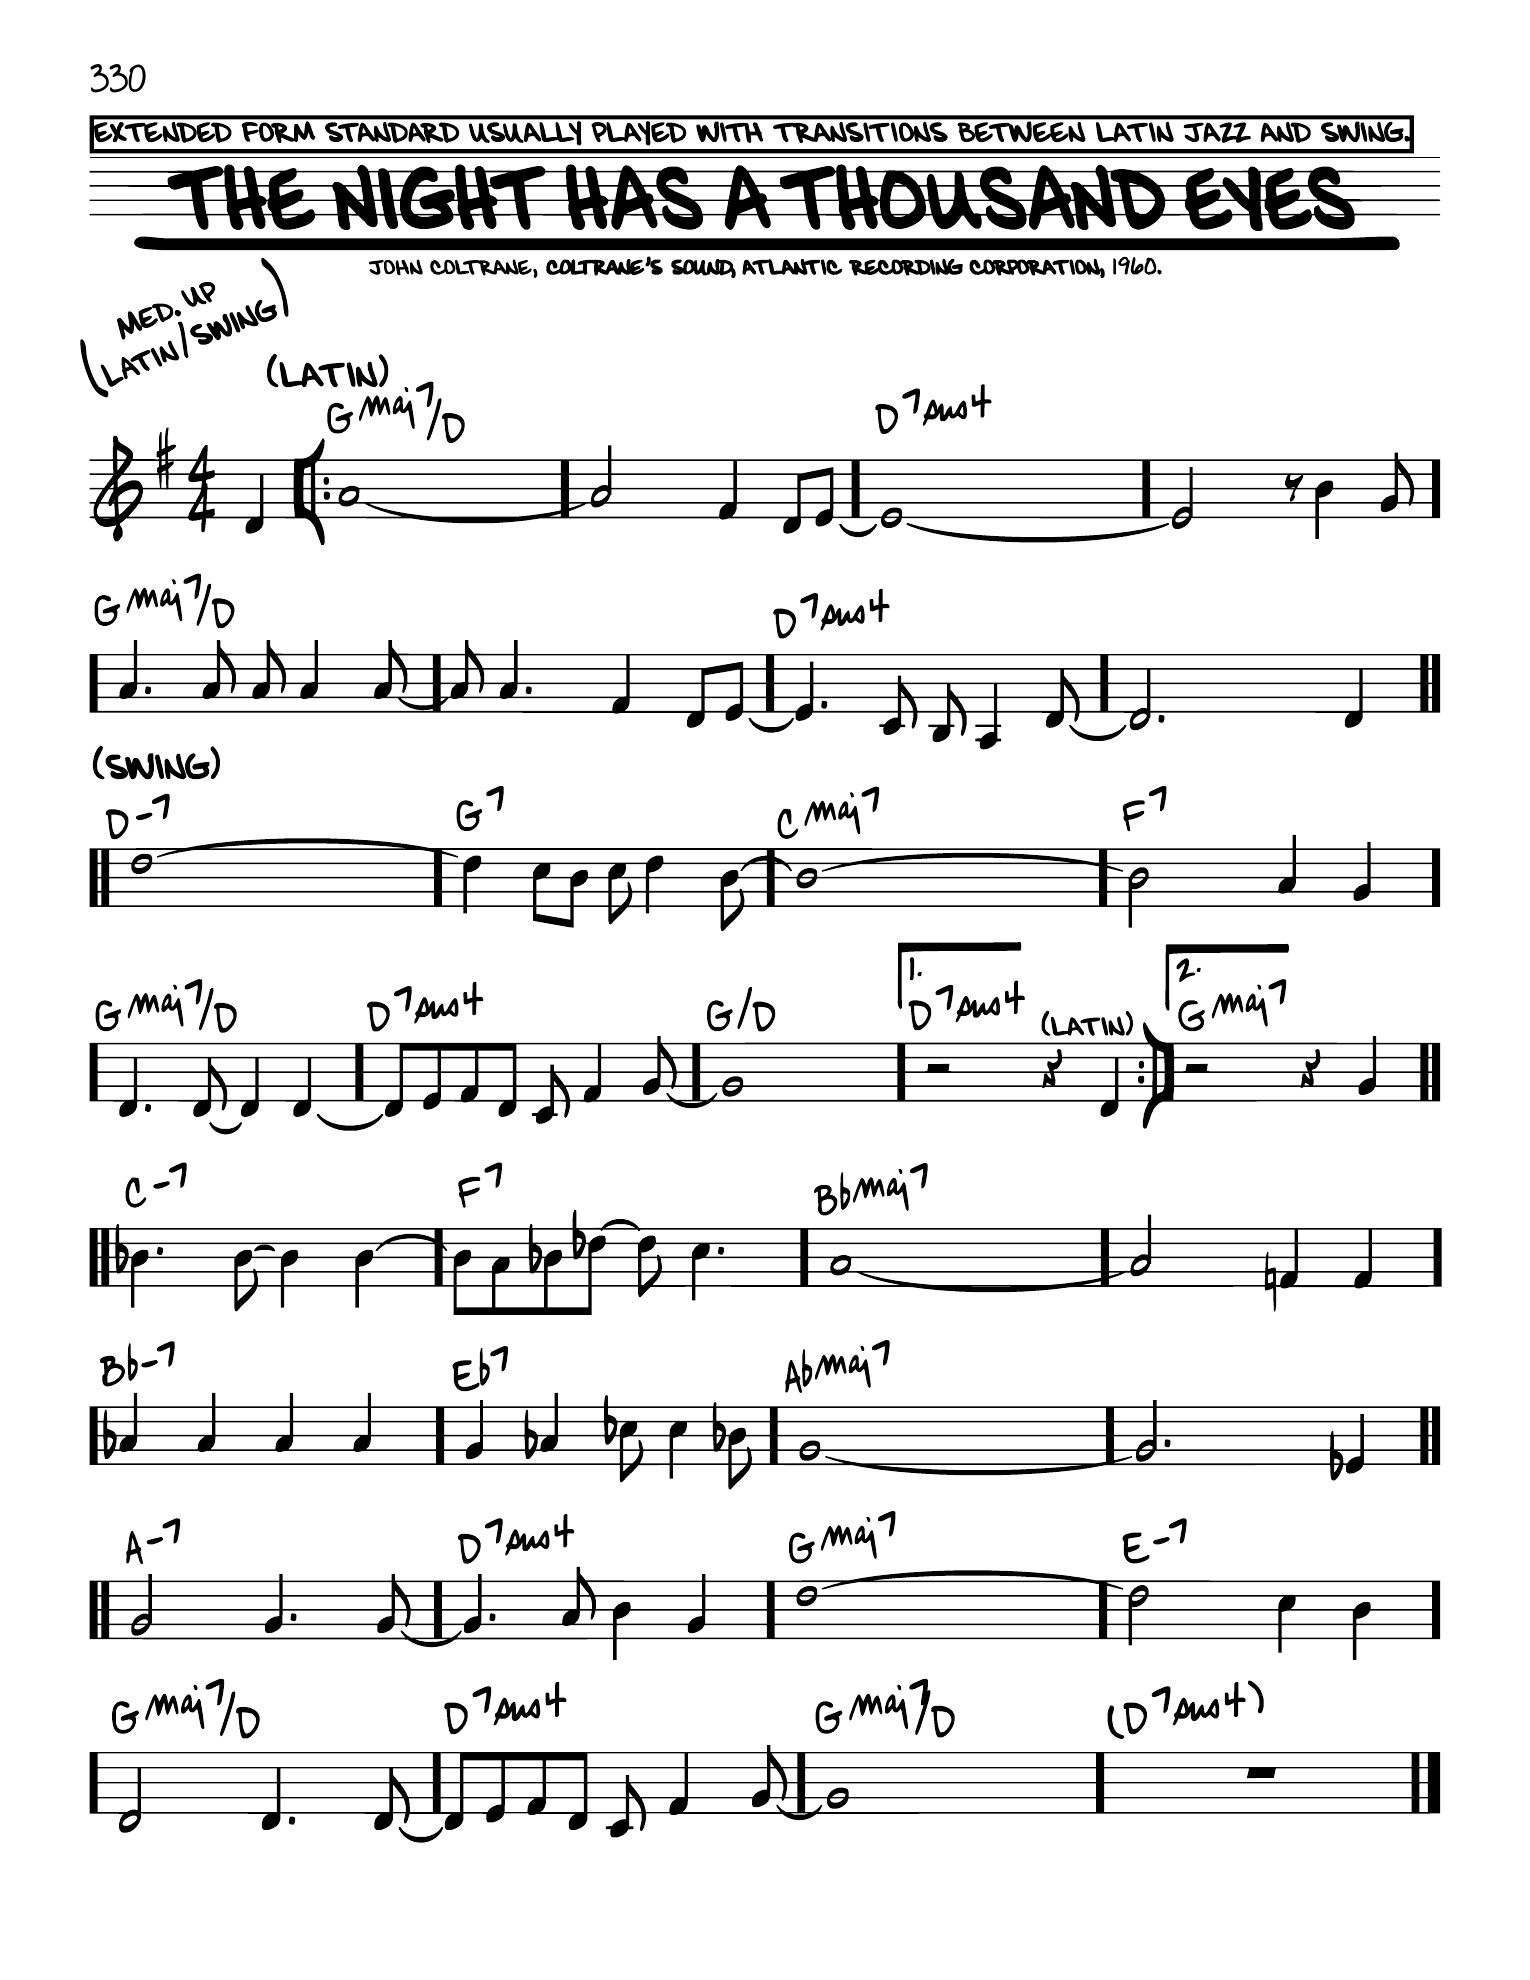 330
EXTENDED FORM STANDARD USUALLY PLAYED WITH TRANSITIONS BETWEEN LATIN JAZZ AND SWING.
THE NIGHT HAS A THOUSAND EYES
JOHN COLTRANE, COLTRANE'S SOUND, ATLANTIC RECORDING CORPORATION, 1960.
MED. UP
(LATIN/SWING)
(LATIN)
Gmaj7/D D7sus4
4
4
Gmaj7/D D7sus4
(SWING)
D-7 G7 Cmaj7 F7
1. 2.
Gmaj7/D D7sus4 G/D D7sus4 (LATIN) Gmaj7
C-7 F7 Bbmaj7
Bb-7 Eb7 Abmaj7
A-7 D7sus4 Gmaj7 E-7
Gmaj7/D D7sus4 Gmaj7/D (D7sus4)